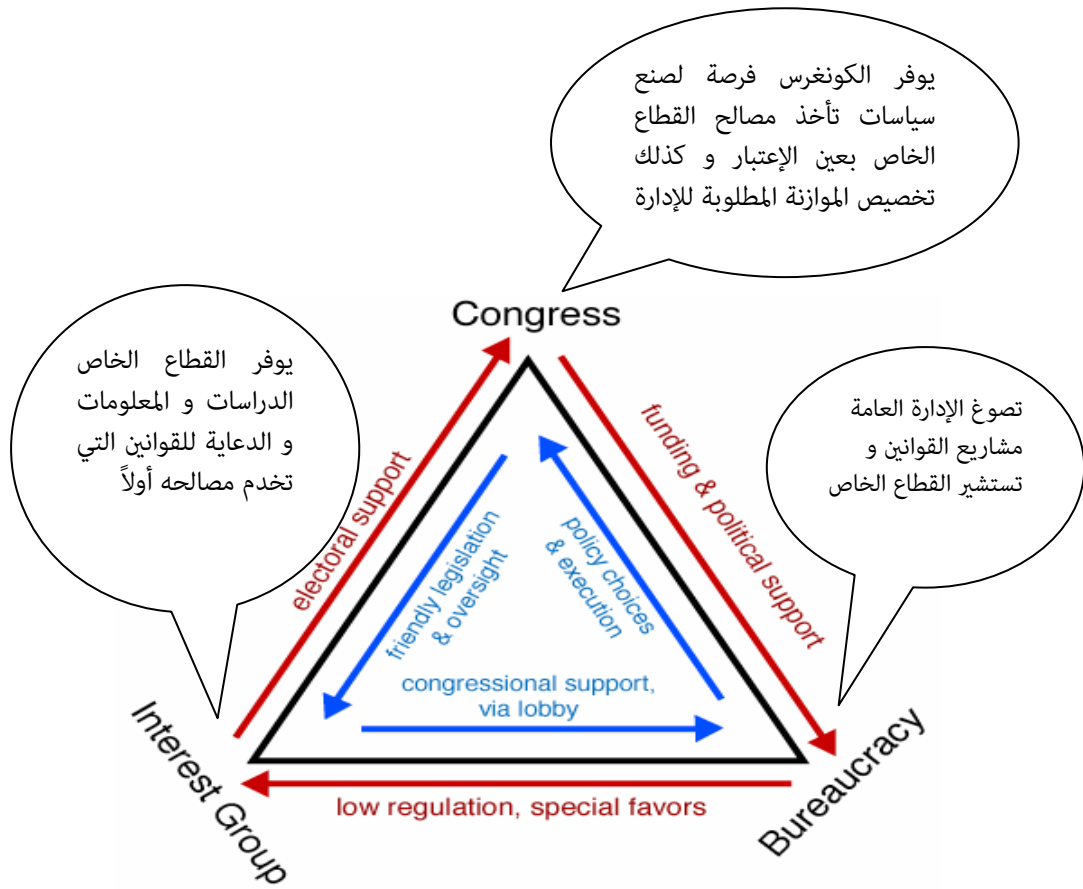 يوفر الكونغرس فرصة لصنع
سياسات تأخذ مصالح القطاع
الخاص بعين الإعتبار و كذلك
تخصيص الموازنة المطلوبة للإدارة
Congress
يوفر القطاع الخاص
الدراسات و المعلومات
و الدعاية للقوانين التي
تخدم مصالحه أولاً
تصوغ الإدارة العامة
مشاريع القوانين و
تستشير القطاع الخاص
electoral support
friendly legislation
& oversight
policy choices
& execution
funding & political support
congressional support,
via lobby
Interest Group
low regulation, special favors
Bureaucracy